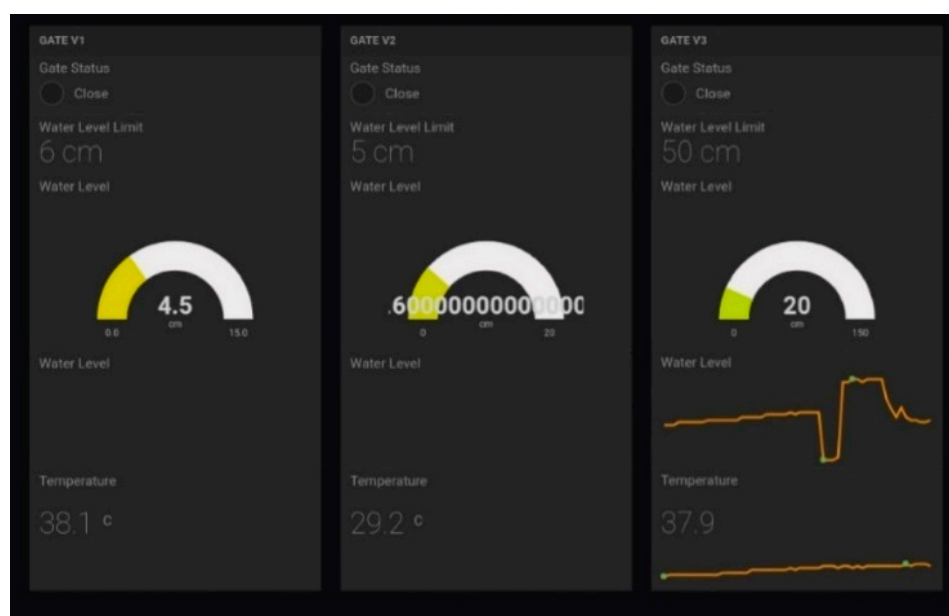 GATE V1
Gate Status
Close
Water Level Limit
6 cm
Water Level
4.5
cm
0.0 15.0
Water Level
Temperature
38.1 c
GATE V2
Gate Status
Close
Water Level Limit
5 cm
Water Level
cm
0 20
Water Level
Temperature
29.2 c
GATE V3
Gate Status
Close
Water Level Limit
50 cm
Water Level
20
cm
0 150
Water Level
Temperature
37.9